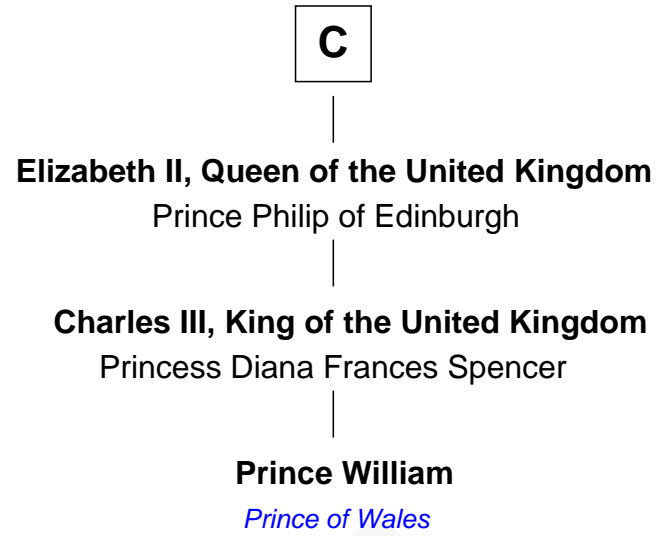 C
Elizabeth II, Queen of the United Kingdom
Prince Philip of Edinburgh
Charles III, King of the United Kingdom
Princess Diana Frances Spencer
Prince William
Prince of Wales